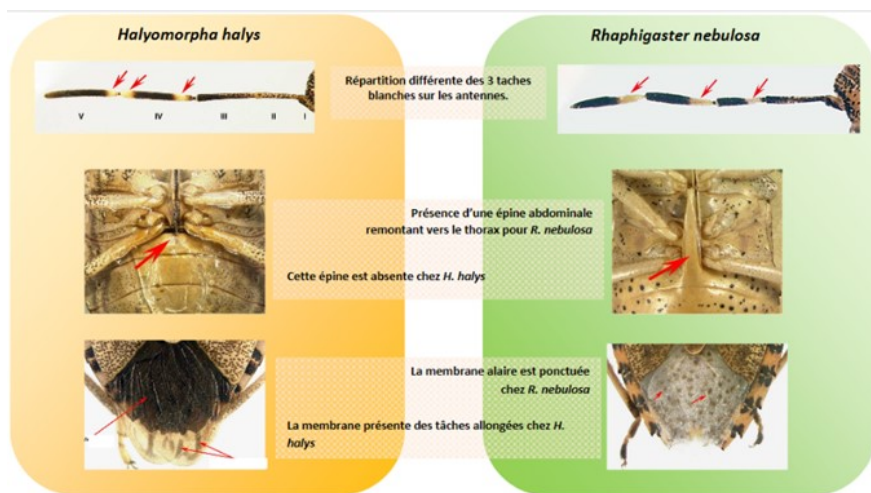 Halyomorpha halys
Rhaphigaster nebulosa
Répartition différente des 3 taches
blanches sur les antennes.
V IV III II I
Présence d'une épine abdominale
remontant vers le thorax pour R. nebulosa
Cette épine est absente chez H. halys
La membrane alaire est ponctuée
chez R. nebulosa
La membrane présente des tâches allongées chez H.
halys